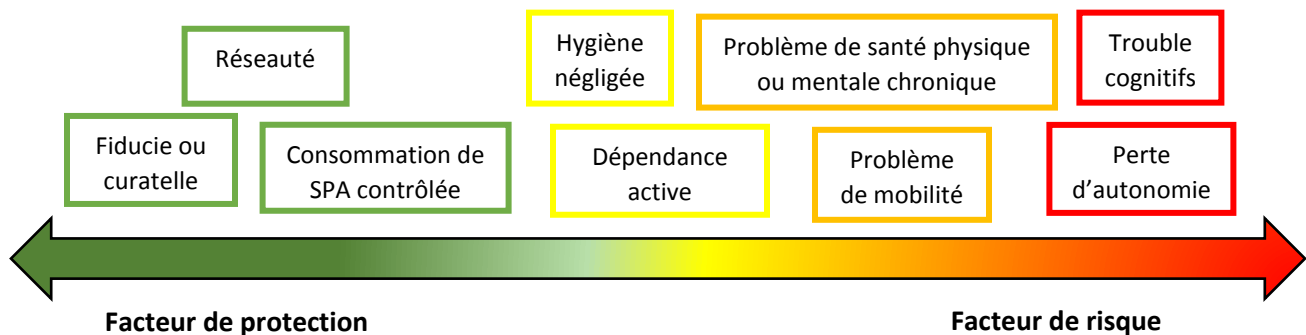 Réseauté
Hygiène
négligée
Problème de santé physique
ou mentale chronique
Trouble
cognitifs
Fiducie ou
curatelle
Consommation de
SPA contrôlée
Dépendance
active
Problème
de mobilité
Perte
d’autonomie
Facteur de protection
Facteur de risque